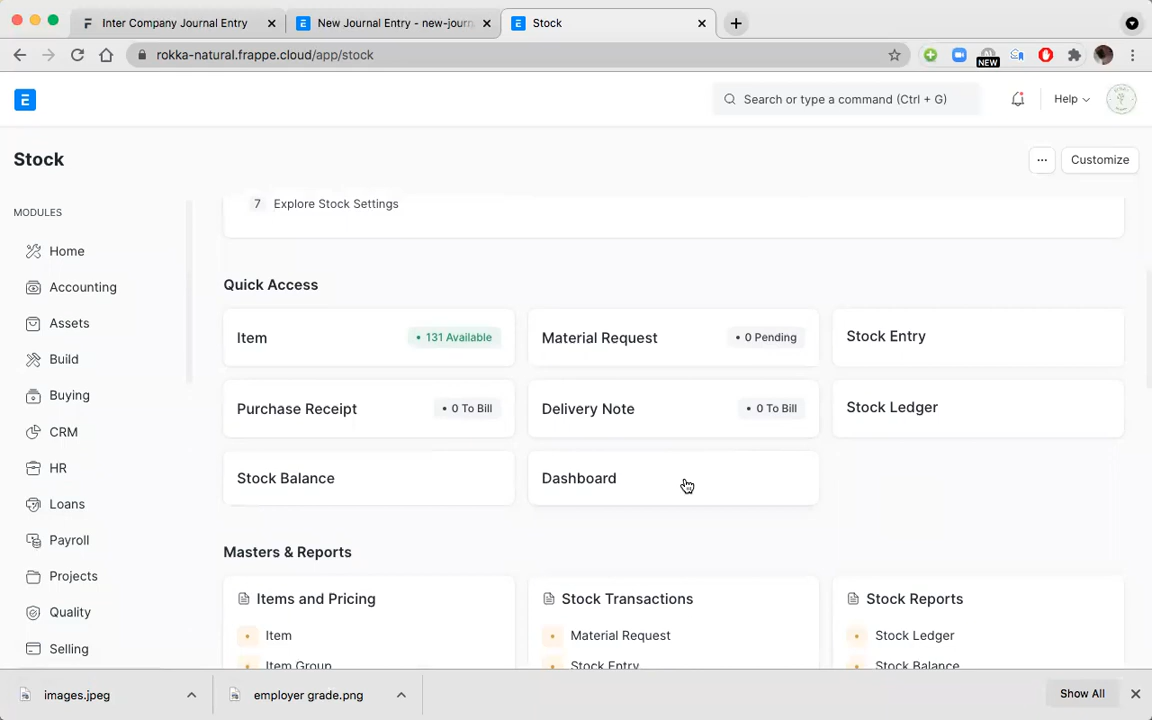 Inter Company Journal Entry
New Journal Entry - new-journ
Stock
rokka-natural.frappe.cloud/app/stock
NEW
E
Search or type a command (Ctrl + G)
Help
Stock
Customize
MODULES
Home
Accounting
Assets
Build
Buying
CRM
HR
Loans
Payroll
Projects
Quality
Selling
7 Explore Stock Settings
Quick Access
Item
131 Available
Material Request
0 Pending
Stock Entry
Purchase Receipt
0 To Bill
Delivery Note
0 To Bill
Stock Ledger
Stock Balance
Dashboard
Masters & Reports
Items and Pricing
Item
Item Group
Stock Transactions
Material Request
Stock Entry
Stock Reports
Stock Ledger
Stock Balance
images.jpeg
employer grade.png
Show All